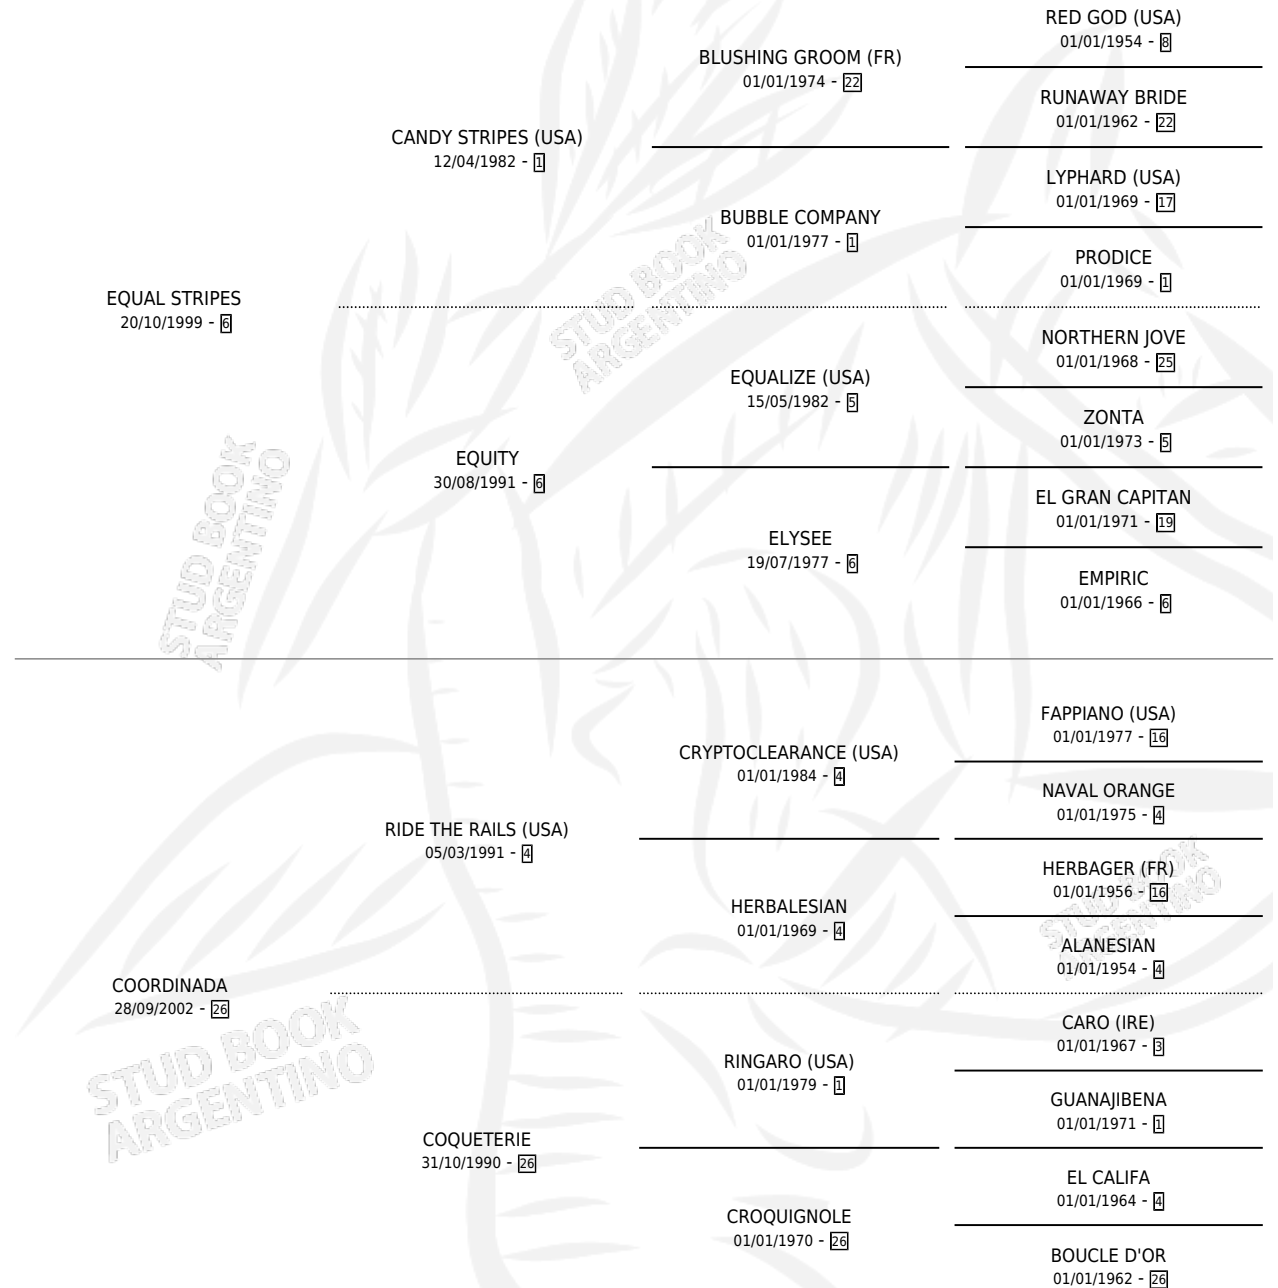 RED GOD (USA)
01/01/1954 - 8
BLUSHING GROOM (FR)
01/01/1974 - 22
RUNAWAY BRIDE
01/01/1962 - 22
CANDY STRIPES (USA)
12/04/1982 - 1
LYPHARD (USA)
01/01/1969 - 17
BUBBLE COMPANY
01/01/1977 - 1
PRODICE
01/01/1969 - 1
EQUAL STRIPES
20/10/1999 - 6
STUD BOOK
ARGENTINO
NORTHERN JOVE
01/01/1968 - 25
EQUALIZE (USA)
15/05/1982 - 5
ZONTA
01/01/1973 - 5
EQUITY
30/08/1991 - 6
EL GRAN CAPITAN
01/01/1971 - 19
ELYSEE
19/07/1977 - 6
EMPIRIC
01/01/1966 - 6
STUD BOOK
ARGENTINO
FAPPIANO (USA)
01/01/1977 - 16
CRYPTOCLEARANCE (USA)
01/01/1984 - 4
NAVAL ORANGE
01/01/1975 - 4
RIDE THE RAILS (USA)
05/03/1991 - 4
HERBAGER (FR)
01/01/1956 - 16
HERBALESIAN
01/01/1969 - 4
STUD BOOK
ARGENTINO
ALANESIAN
01/01/1954 - 4
COORDINADA
28/09/2002 - 26
CARO (IRE)
01/01/1967 - 3
RINGARO (USA)
01/01/1979 - 1
STUD BOOK
ARGENTINO
GUANAJIBENA
01/01/1971 - 1
COQUETERIE
31/10/1990 - 26
EL CALIFA
01/01/1964 - 4
CROQUIGNOLE
01/01/1970 - 26
BOUCLE D'OR
01/01/1962 - 26